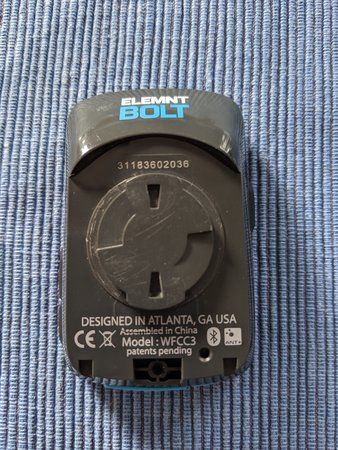 ELEMNT
BOLT
31183602036
DESIGNED IN ATLANTA, GA USA
Assembled in China
Model : WFCC3
patents pending
ANT+